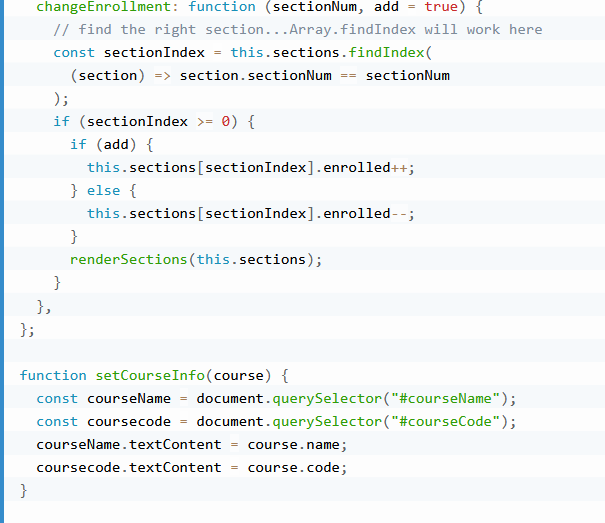 changeEnrollment: function (sectionNum, add = true) {
// find the right section...Array.findIndex will work here
const sectionIndex = this.sections.findIndex(
(section) => section.sectionNum == sectionNum
);
if (sectionIndex >= 0) {
if (add) {
this.sections[sectionIndex].enrolled++;
} else {
this.sections[sectionIndex].enrolled--;
}
renderSections(this.sections);
}
},
};
function setCourseInfo(course) {
const courseName = document.querySelector("#courseName");
const coursecode = document.querySelector("#courseCode");
courseName.textContent = course.name;
coursecode.textContent = course.code;
}